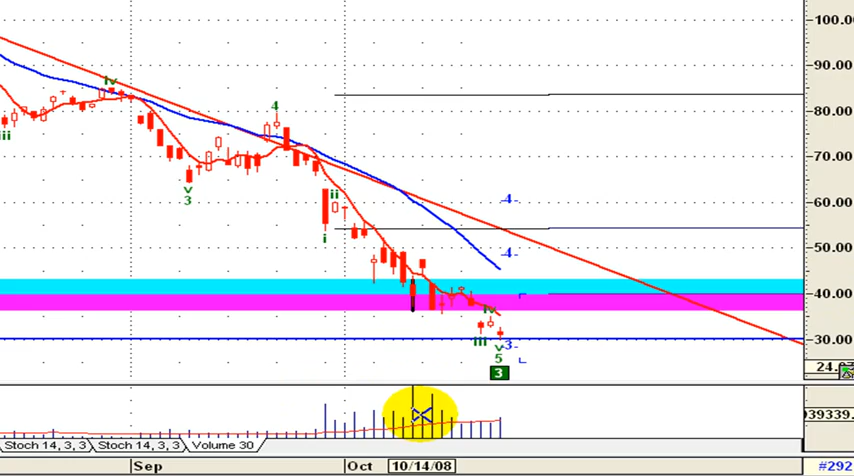 100.00
90.00
iv
80.00
4
iii
70.00
v
3
ii
60.00
4
i
50.00
4
40.00
iv
30.00
iii
v
3
5
3
24.07
939339.
Stoch 14, 3, 3
Stoch 14, 3, 3
Volume 30
Sep
Oct
10/14/08
#292